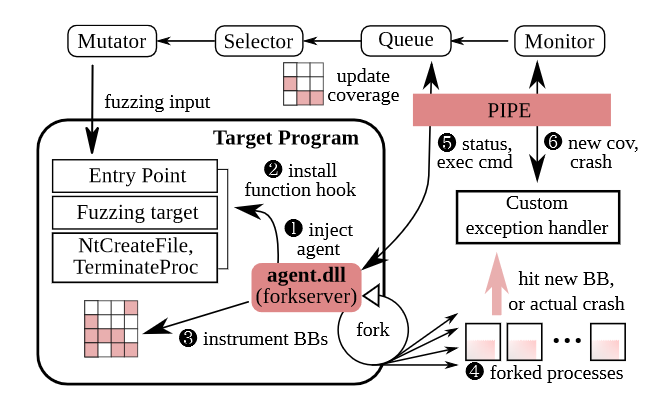 Mutator
Selector
Queue
Monitor
fuzzing input
update
coverage
PIPE
Target Program
❺ status,
exec cmd
❻ new cov,
crash
Entry Point
Fuzzing target
NtCreateFile,
TerminateProc
❷ install
function hook
❶ inject
agent
Custom
exception handler
agent.dll
(forkserver)
hit new BB,
or actual crash
❸ instrument BBs
fork
❹ forked processes